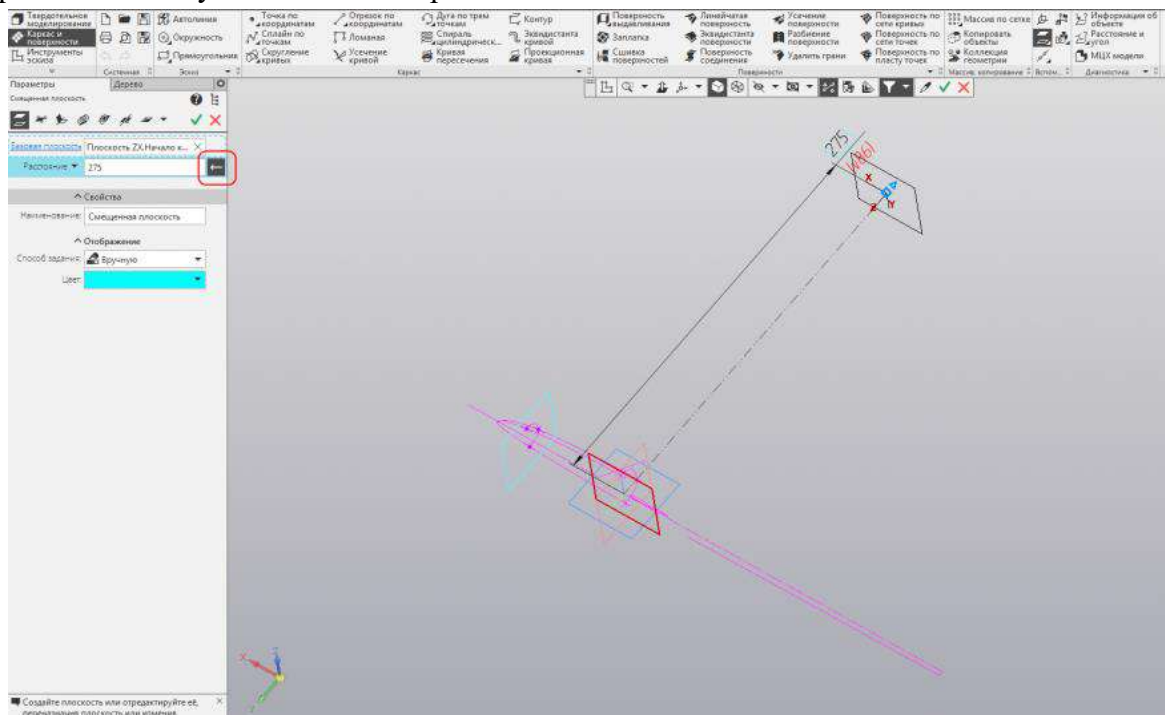 Твердотельное моделирование
Каркас и поверхности
Инструменты эскиза
Системная
Автолиния
Окружность
Прямоугольник
Эскиз
Точка по координатам
Сплайн по точкам
Скругление кривых
Отрезок по координатам
Ломаная
Усечение кривой
Дуга по трем точкам
Спираль цилиндрическ...
Кривая пересечения
Контур
Эквидистанта кривой
Проекционная кривая
Каркас
Поверхность выдавливания
Заплатка
Сшивка поверхностей
Линейчатая поверхность
Эквидистанта поверхности
Поверхность соединения
Усечение поверхности
Разбиение поверхности
Удалить грани
Поверхность по сети кривых
Поверхность по сети точек
Поверхность по пласту точек
Поверхности
Массив по сетке
Копировать объекты
Коллекция геометрии
Массив, копирование
Вспом...
Информация об объекте
Расстояние и угол
МЦХ модели
Диагностика
Параметры
Дерево
Смещенная плоскость
Базовая плоскость
Плоскость ZX.Начало к...
Расстояние
275
Свойства
Наименование:
Смещенная плоскость
Отображение
Способ задания:
Вручную
Цвет:
275
X
Y
Z
X
Z
Создайте плоскость или отредактируйте её,